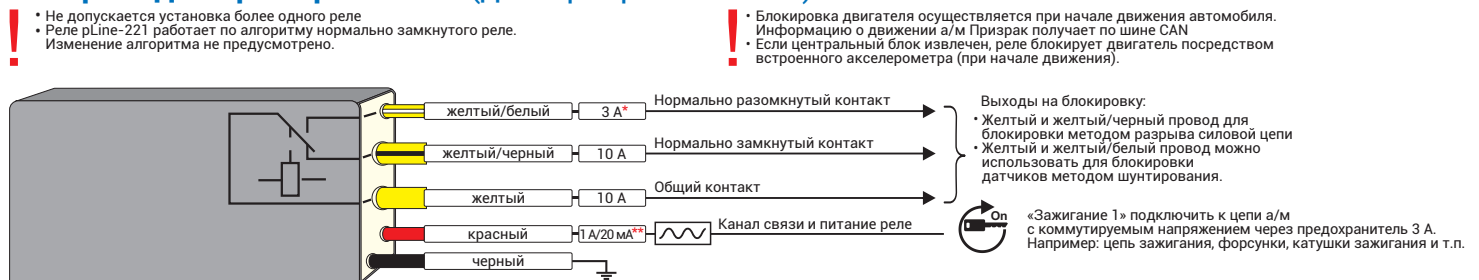 • Не допускается установка более одного реле
• Реле pLine-221 работает по алгоритму нормально замкнутого реле.
Изменение алгоритма не предусмотрено.
• Блокировка двигателя осуществляется при начале движения автомобиля.
Информацию о движении а/м Призрак получает по шине CAN
• Если центральный блок извлечен, реле блокирует двигатель посредством
встроенного акселерометра (при начале движения).
желтый/белый 3 А* Нормально разомкнутый контакт
желтый/черный 10 А Нормально замкнутый контакт
желтый 10 А Общий контакт
красный 1 А/20 мА** Канал связи и питание реле
черный
Выходы на блокировку:
• Желтый и желтый/черный провод для
блокировки методом разрыва силовой цепи
• Желтый и желтый/белый провод можно
использовать для блокировки
датчиков методом шунтирования.
On
«Зажигание 1» подключить к цепи а/м
с коммутируемым напряжением через предохранитель 3 А.
Например: цепь зажигания, форсунки, катушки зажигания и т.п.